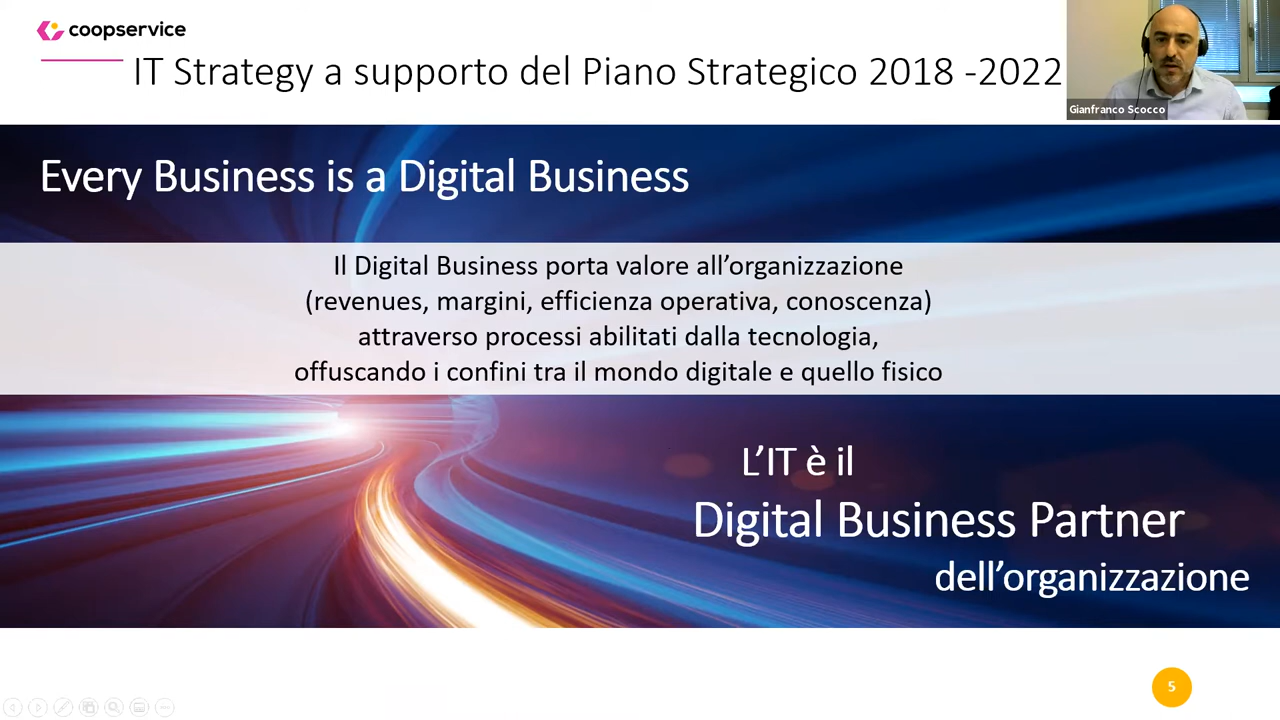 coopservice
IT Strategy a supporto del Piano Strategico 2018 -2022
Gianfranco Scocco
Every Business is a Digital Business
Il Digital Business porta valore all’organizzazione
(revenues, margini, efficienza operativa, conoscenza)
attraverso processi abilitati dalla tecnologia,
offuscando i confini tra il mondo digitale e quello fisico
L’IT è il
Digital Business Partner
dell’organizzazione
5